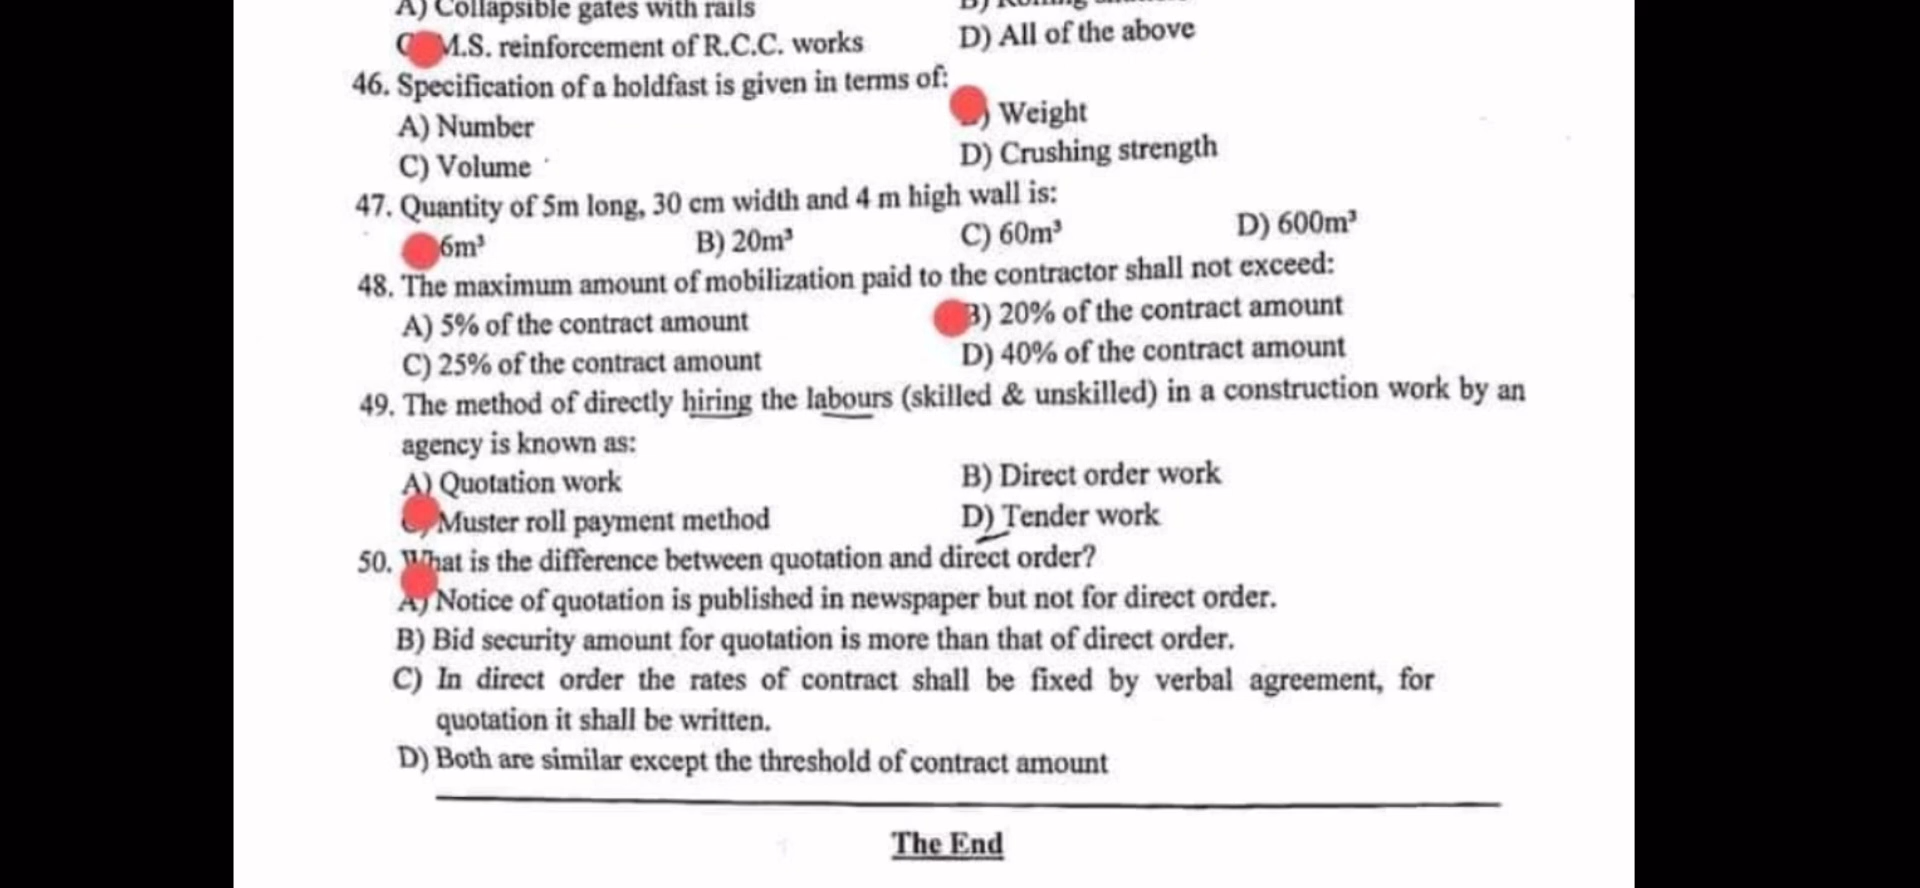 A) Collapsible gates with rails
M.S. reinforcement of R.C.C. works
D) All of the above
46. Specification of a holdfast is given in terms of:
A) Number
) Weight
C) Volume
D) Crushing strength
47. Quantity of 5m long, 30 cm width and 4 m high wall is:
6m³ B) 20m³ C) 60m³ D) 600m³
48. The maximum amount of mobilization paid to the contractor shall not exceed:
A) 5% of the contract amount
B) 20% of the contract amount
C) 25% of the contract amount
D) 40% of the contract amount
49. The method of directly hiring the labours (skilled & unskilled) in a construction work by an
agency is known as:
A) Quotation work
B) Direct order work
C) Muster roll payment method
D) Tender work
50. What is the difference between quotation and direct order?
A) Notice of quotation is published in newspaper but not for direct order.
B) Bid security amount for quotation is more than that of direct order.
C) In direct order the rates of contract shall be fixed by verbal agreement, for
quotation it shall be written.
D) Both are similar except the threshold of contract amount
The End